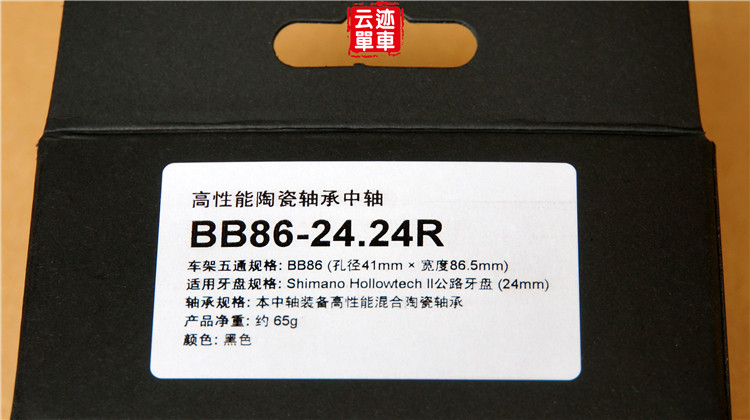 云迹
單車
高性能陶瓷轴承中轴
BB86-24.24R
车架五通规格: BB86 (孔径41mm × 宽度86.5mm)
适用牙盘规格: Shimano Hollowtech II公路牙盘 (24mm)
轴承规格: 本中轴装备高性能混合陶瓷轴承
产品净重: 约 65g
颜色: 黑色